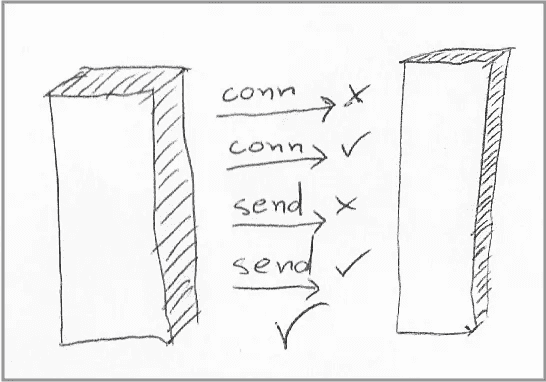 conn x
conn ✓
send x
send ✓
✓